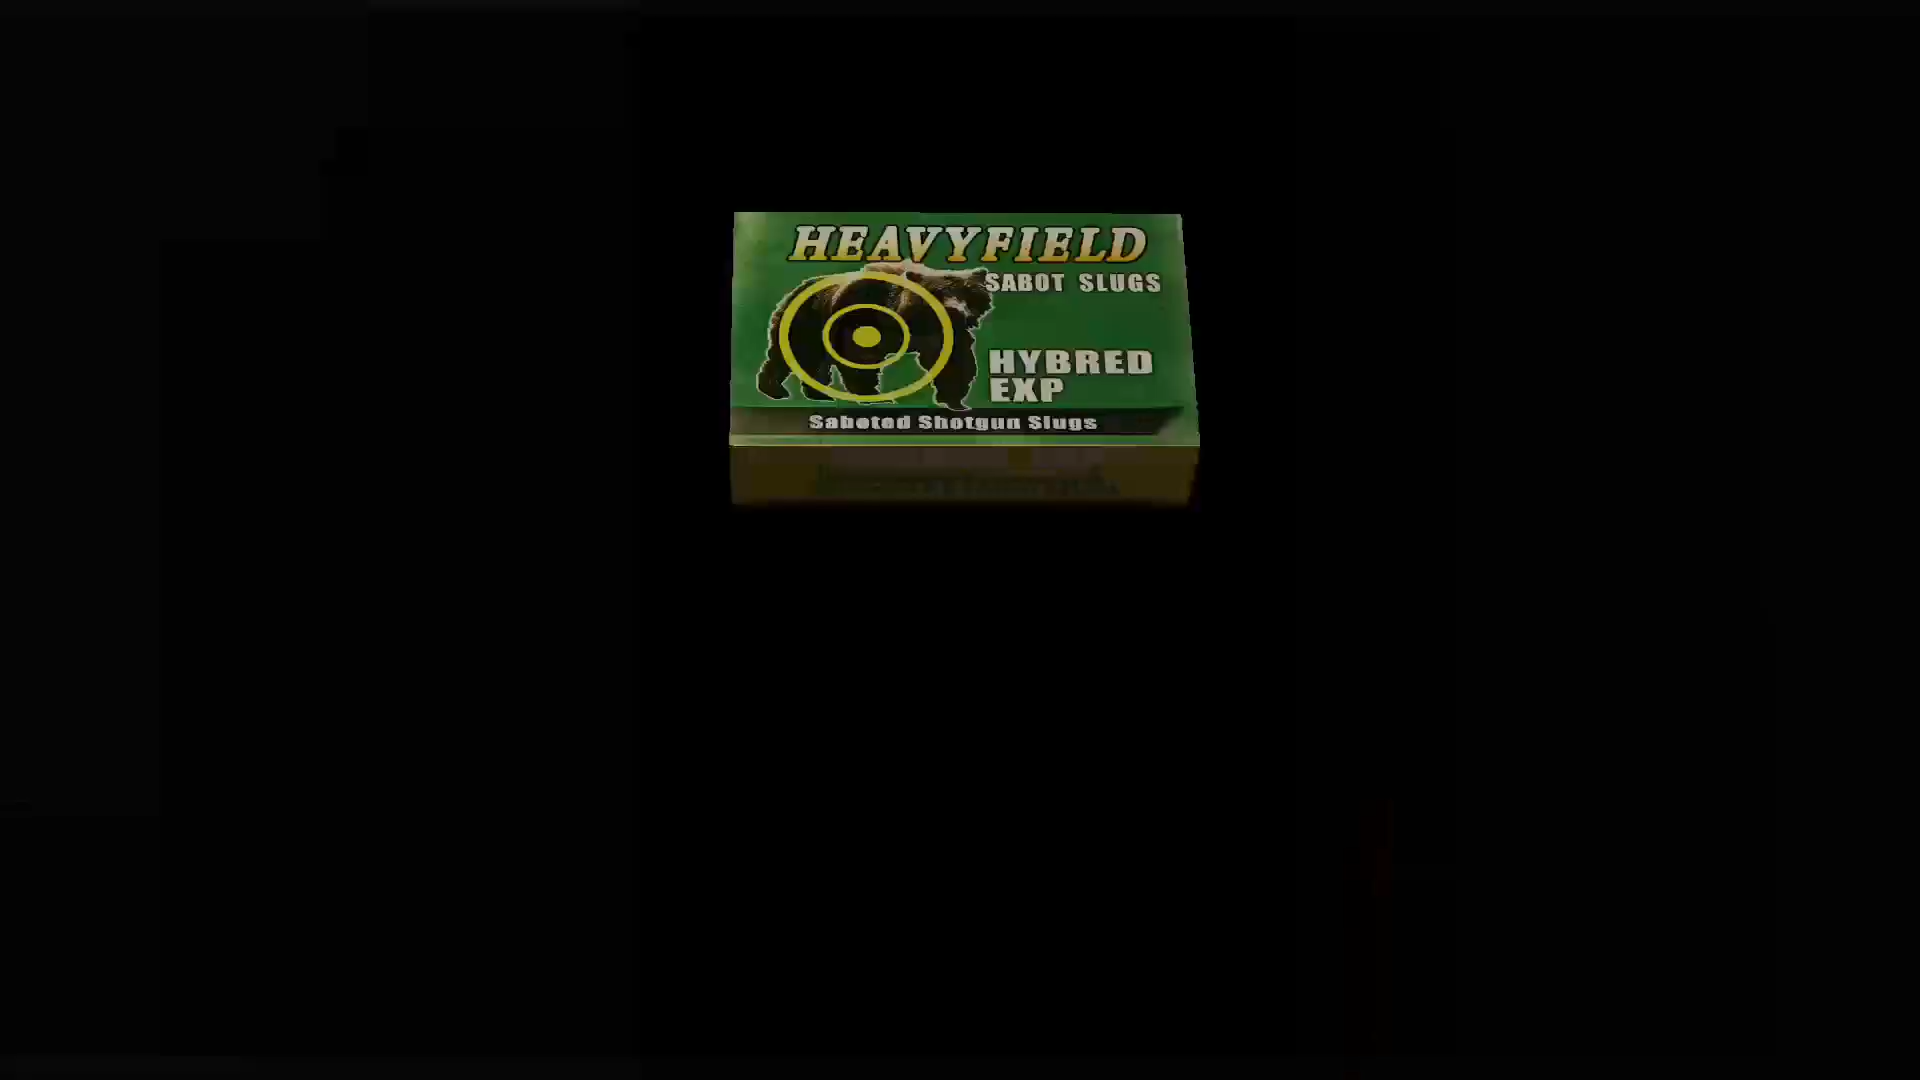 HEAVYFIELD
SABOT SLUGS
HYBRED
EXP
Saboted Shotgun Slugs